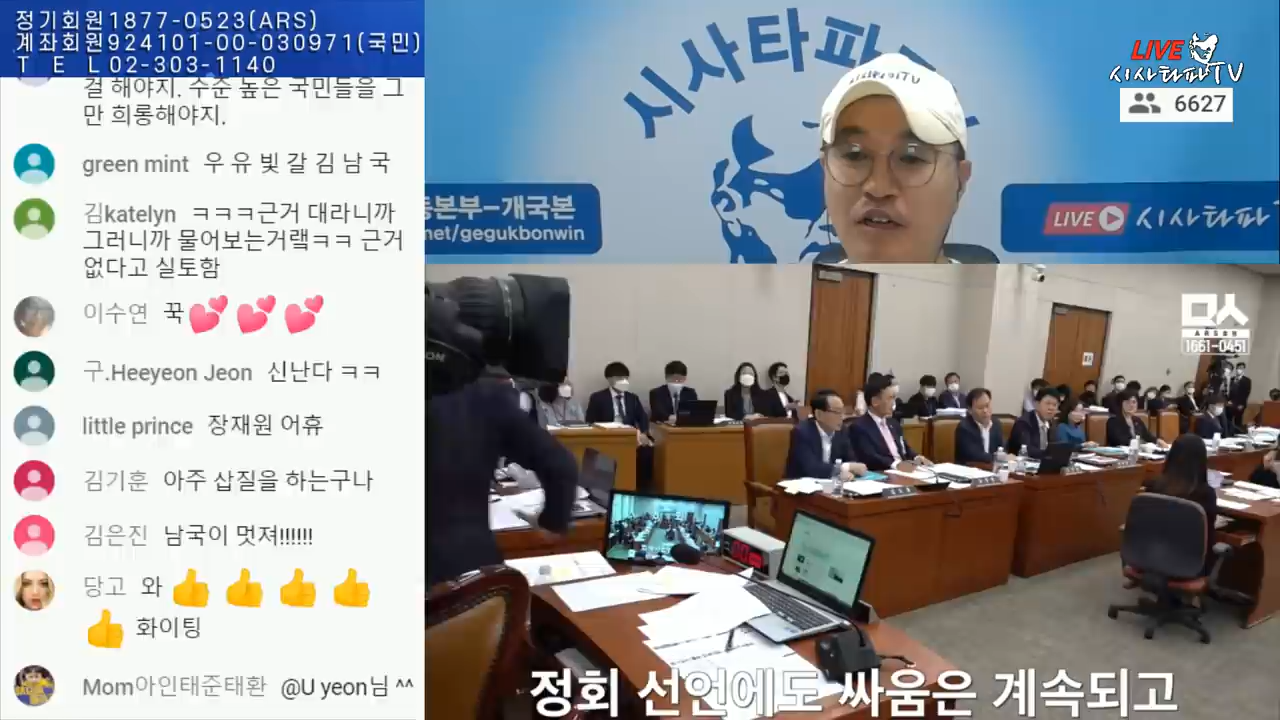 정기회원1877-0523(ARS)
계좌회원924101-00-030971(국민)
T E L 02-303-1140
걸 해야지. 수준 높은 국민들을 그
만 희롱해야지.
green mint 우 유 빛 갈 김 남 국
김katelyn ㅋㅋㅋ근거 대라니까
그러니까 물어보는거랰ㅋㅋ 근거
없다고 실토함
이수연 꾹💕💕💕
구.Heeyeon Jeon 신난다 ㅋㅋ
little prince 장재원 어휴
김기훈 아주 삽질을 하는구나
김은진 남국이 멋져!!!!!!
당고 와 👍👍👍👍
👍 화이팅
Mom아인태준태환 @U yeon님 ^^
시사타파
동본부-개국본
net/gegukbonwin
LIVE
시사타파TV
6627
LIVE 시사타파
1661-0451
정회 선언에도 싸움은 계속되고